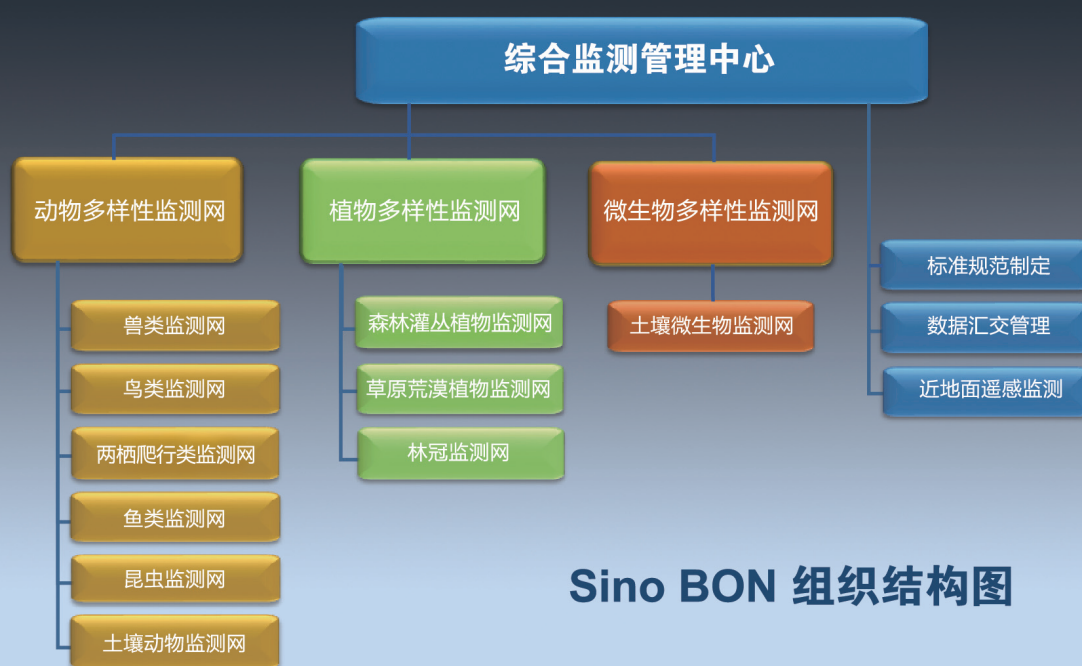 综合监测管理中心
动物多样性监测网
植物多样性监测网
微生物多样性监测网
标准规范制定
数据汇交管理
近地面遥感监测
兽类监测网
鸟类监测网
两栖爬行类监测网
鱼类监测网
昆虫监测网
土壤动物监测网
森林灌丛植物监测网
草原荒漠植物监测网
林冠监测网
土壤微生物监测网
Sino BON 组织结构图